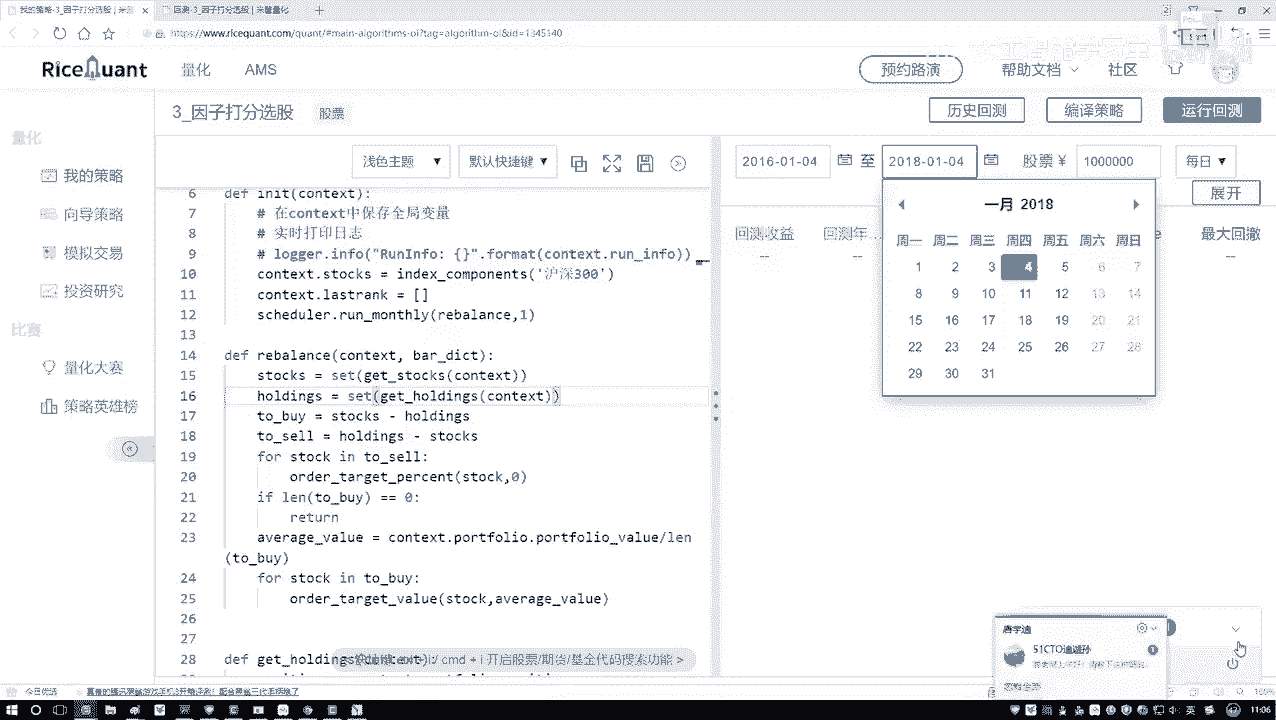 我的策略-3_因子打分选股 | 米筐
回测-3_因子打分选股 | 米筐量化
https://www.ricequant.com/quant/#main-algorithms-ol?tag=algorithm-ol&id=1345140
RiceQuant
量化
AMS
预约路演
帮助文档
社区
3_因子打分选股
股票
历史回测
编译策略
运行回测
量化
我的策略
向导策略
模拟交易
投资研究
比赛
量化大赛
策略英雄榜
浅色主题
默认快捷键
2016-01-04
至
2018-01-04
股票 ¥
1000000
每日
展开
回测收益
回测年
最大回撤
--
--
--
一月 2018
周一 周二 周三 周四 周五 周六 周日
1 2 3 4 5 6 7
8 9 10 11 12 13 14
15 16 17 18 19 20 21
22 23 24 25 26 27 28
29 30 31
6 def init(context):
7 # 在context中保存全局变量
8 # 实时打印日志
9 # logger.info("RunInfo: {}".format(context.run_info))
10 context.stocks = index_components('沪深300')
11 context.lastrank = []
12 scheduler.run_monthly(rebalance,1)
13
14 def rebalance(context, bar_dict):
15 stocks = set(get_stocks(context))
16 holdings = set(get_holdings(context))
17 to_buy = stocks - holdings
18 to_sell = holdings - stocks
19 for stock in to_sell:
20 order_target_percent(stock,0)
21 if len(to_buy) == 0:
22 return
23 average_value = context.portfolio.portfolio_value/len
(to_buy)
24 for stock in to_buy:
25 order_target_value(stock,average_value)
26
27
28 def get_holdings(context):
开启股票/期货/基金代码搜索功能 >
唐宇迪
今日优选
英
11:06